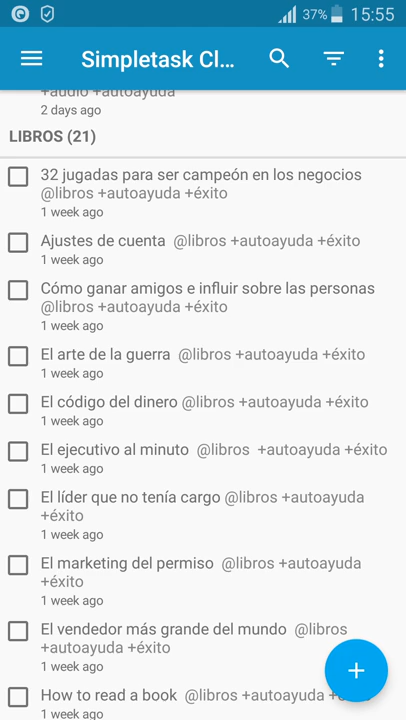 37% 15:55
Simpletask Cl...
+audio +autoayuda
2 days ago
LIBROS (21)
32 jugadas para ser campeón en los negocios
@libros +autoayuda +éxito
1 week ago
Ajustes de cuenta @libros +autoayuda +éxito
1 week ago
Cómo ganar amigos e influir sobre las personas
@libros +autoayuda +éxito
1 week ago
El arte de la guerra @libros +autoayuda +éxito
1 week ago
El código del dinero @libros +autoayuda +éxito
1 week ago
El ejecutivo al minuto @libros +autoayuda +éxito
1 week ago
El líder que no tenía cargo @libros +autoayuda
+éxito
1 week ago
El marketing del permiso @libros +autoayuda
+éxito
1 week ago
El vendedor más grande del mundo @libros
+autoayuda +éxito
1 week ago
How to read a book @libros +autoayuda
1 week ago